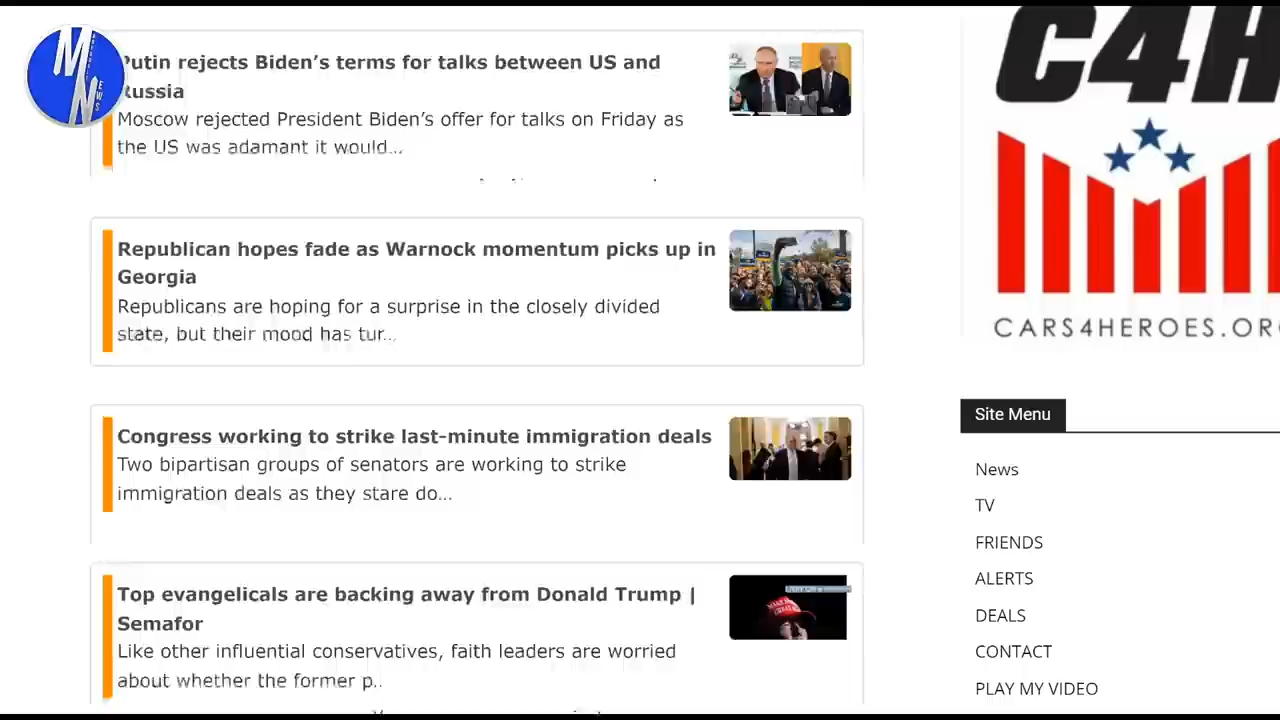 MN
NEWS
Putin rejects Biden’s terms for talks between US and
Russia
Moscow rejected President Biden’s offer for talks on Friday as
the US was adamant it would...
Republican hopes fade as Warnock momentum picks up in
Georgia
Republicans are hoping for a surprise in the closely divided
state, but their mood has tur...
Congress working to strike last-minute immigration deals
Two bipartisan groups of senators are working to strike
immigration deals as they stare do...
Top evangelicals are backing away from Donald Trump |
Semafor
Like other influential conservatives, faith leaders are worried
about whether the former p..
C4H
CARS4HEROES.OR
Site Menu
News
TV
FRIENDS
ALERTS
DEALS
CONTACT
PLAY MY VIDEO